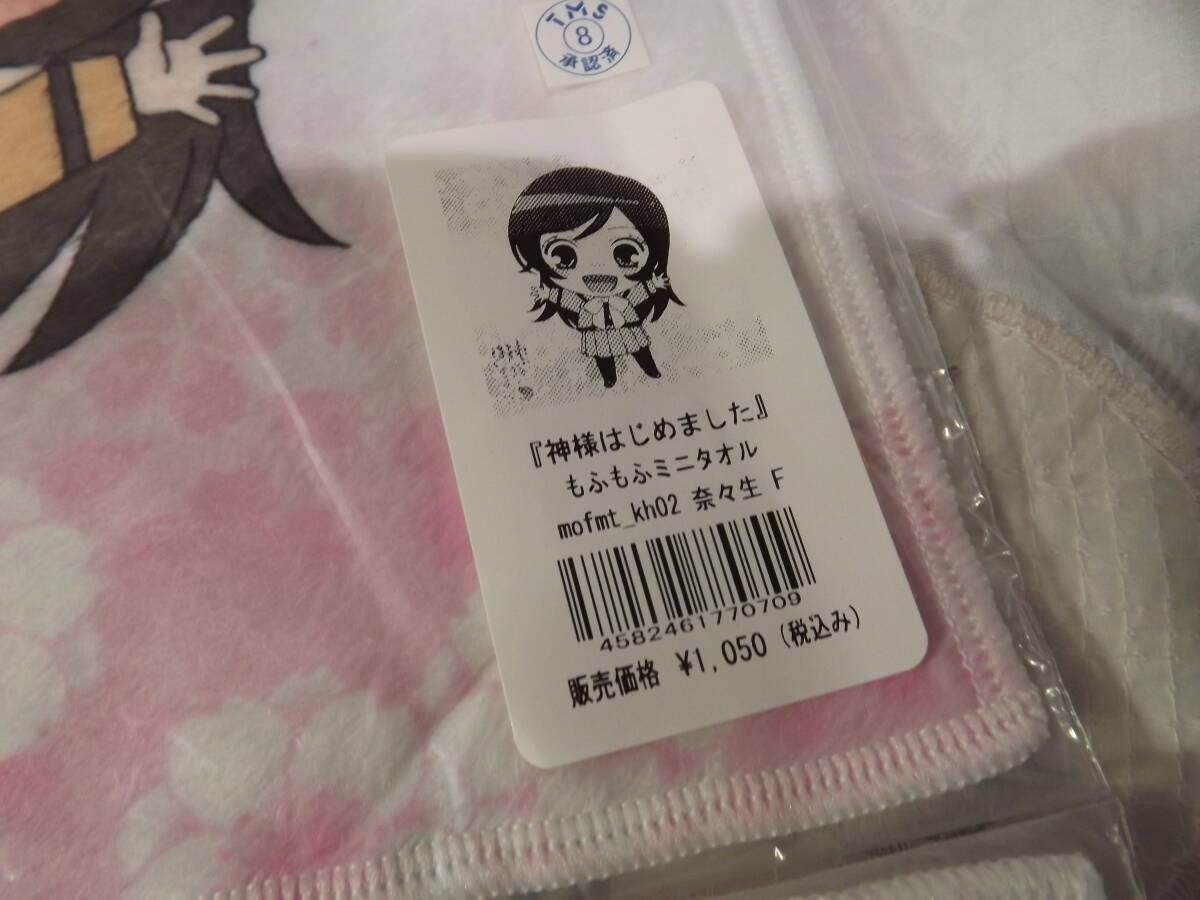 TMS
8
承認済
『神様はじめました』
もふもふミニタオル
mofmt_kh02 奈々生 F
4582461770709
販売価格 ¥1,050 (税込み)